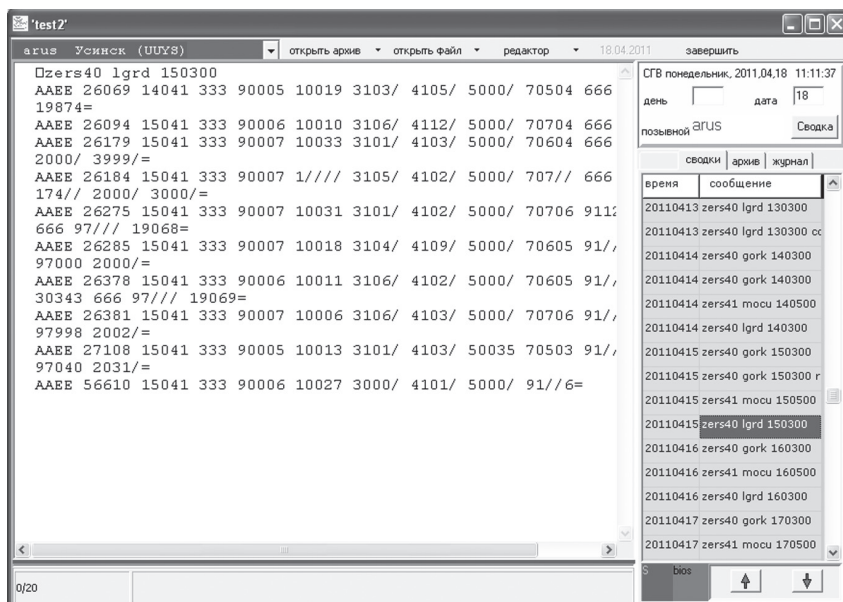 'test2'
arus Усинск (UUYS)
открыть архив
открыть файл
редактор
18.04.2011
завершить
zers40 lgrd 150300
AAEE 26069 14041 333 90005 10019 3103/ 4105/ 5000/ 70504 666
19874=
AAEE 26094 15041 333 90006 10010 3106/ 4112/ 5000/ 70704 666
AAEE 26179 15041 333 90007 10033 3101/ 4103/ 5000/ 70604 666
2000/ 3999/=
AAEE 26184 15041 333 90007 1//// 3105/ 4102/ 5000/ 707// 666
174// 2000/ 3000/=
AAEE 26275 15041 333 90007 10031 3101/ 4102/ 5000/ 70706 9112
666 97/// 19068=
AAEE 26285 15041 333 90007 10018 3104/ 4109/ 5000/ 70605 91//
97000 2000/=
AAEE 26378 15041 333 90006 10011 3106/ 4102/ 5000/ 70605 91//
30343 666 97/// 19069=
AAEE 26381 15041 333 90007 10006 3106/ 4103/ 5000/ 70706 91//
97998 2002/=
AAEE 27108 15041 333 90005 10013 3101/ 4103/ 50035 70503 91//
97040 2031/=
AAEE 56610 15041 333 90006 10027 3000/ 4101/ 5000/ 91//6=
0/20
СГВ понедельник, 2011,04,18 11:11:37
день
дата 18
позывной arus
Сводка
сводки архив журнал
время сообщение
20110413 zers40 lgrd 130300
20110413 zers40 lgrd 130300 cc
20110414 zers40 gork 140300
20110414 zers40 gork 140300
20110414 zers41 mocu 140500
20110414 zers40 lgrd 140300
20110415 zers40 gork 150300
20110415 zers40 gork 150300 r
20110415 zers41 mocu 150500
20110415 zers40 lgrd 150300
20110416 zers40 gork 160300
20110416 zers41 mocu 160500
20110416 zers40 lgrd 160300
20110417 zers40 gork 170300
20110417 zers41 mocu 170500
S bios